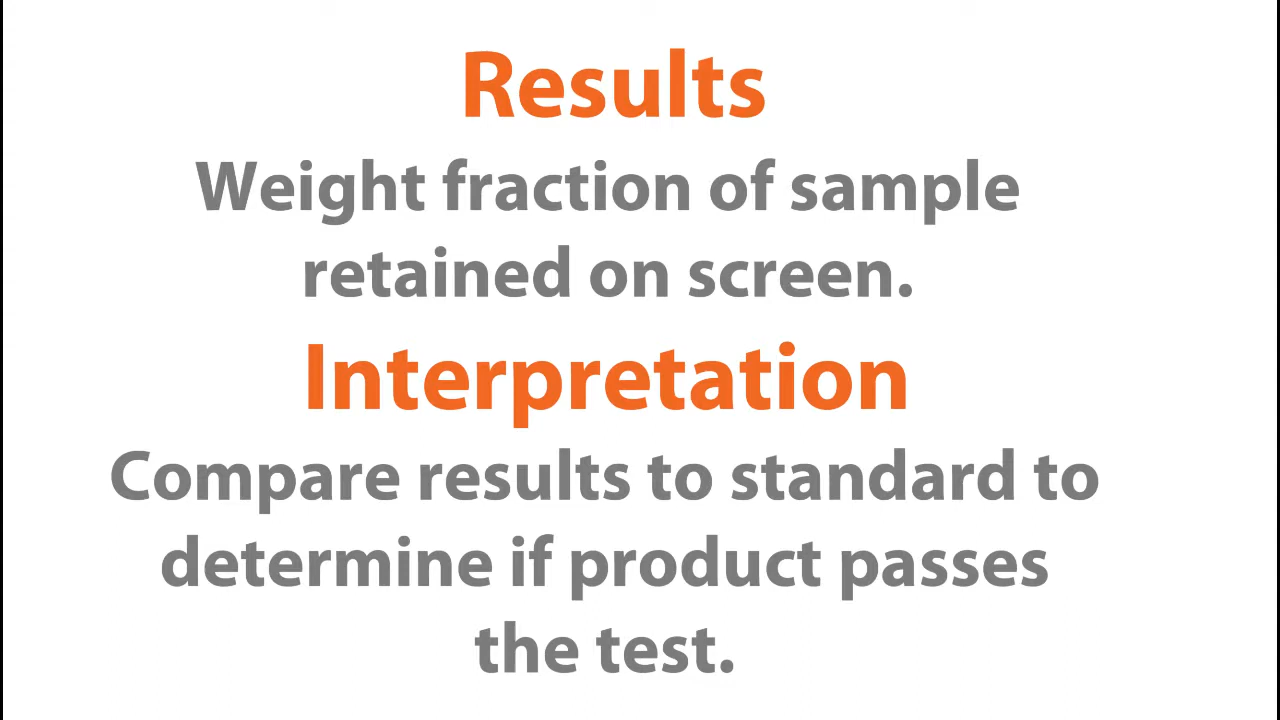 Results
Weight fraction of sample
retained on screen.
Interpretation
Compare results to standard to
determine if product passes
the test.